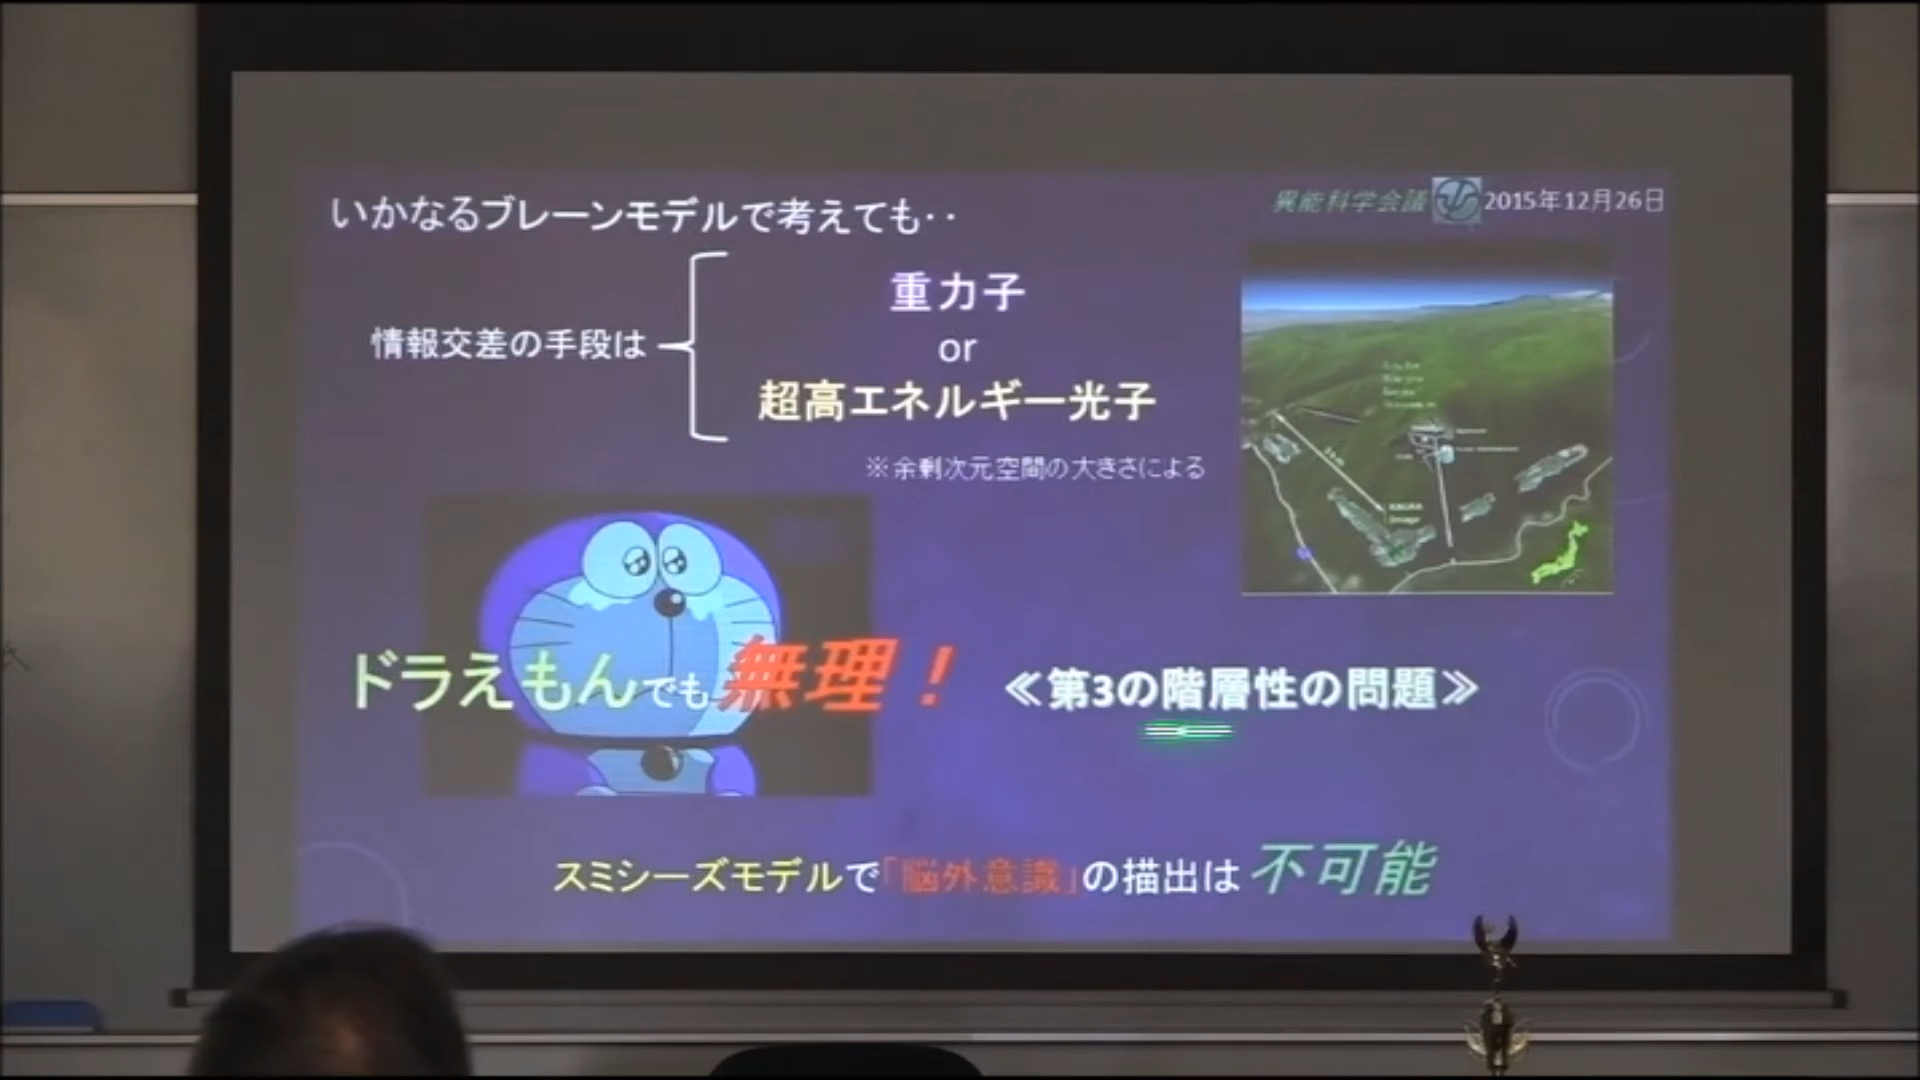 いかなるブレーンモデルで考えても‥
異能科学会議 2015年12月26日
重力子
情報交差の手段は
or
超高エネルギー光子
※余剰次元空間の大きさによる
KAGRA
Image
ドラえもんでも無理！
≪第3の階層性の問題≫
スミシーズモデルで「脳外意識」の描出は不可能